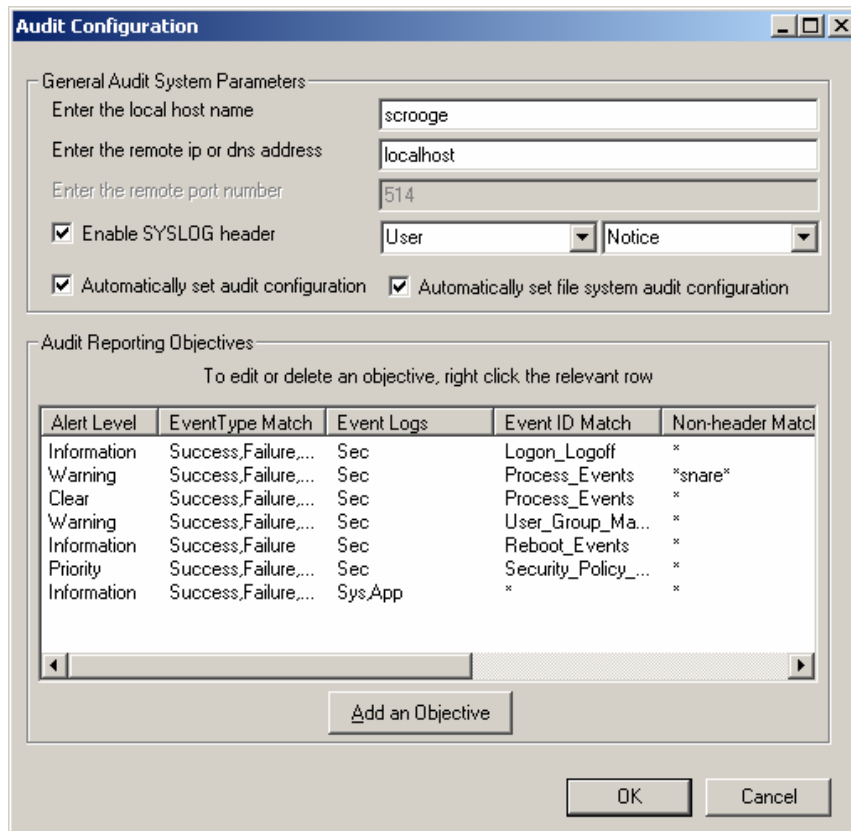 Audit Configuration
General Audit System Parameters
Enter the local host name scrooge
Enter the remote ip or dns address localhost
Enter the remote port number 514
Enable SYSLOG header User Notice
Automatically set audit configuration Automatically set file system audit configuration
Audit Reporting Objectives
To edit or delete an objective, right click the relevant row
Alert Level EventType Match Event Logs Event ID Match Non-header Matcl
Information Success,Failure,... Sec Logon_Logoff *
Warning Success,Failure,... Sec Process_Events *snare*
Clear Success,Failure,... Sec Process_Events *
Warning Success,Failure,... Sec User_Group_Ma... *
Information Success,Failure Sec Reboot_Events *
Priority Success,Failure,... Sec Security_Policy_... *
Information Success,Failure,... Sys,App * *
Add an Objective
OK Cancel